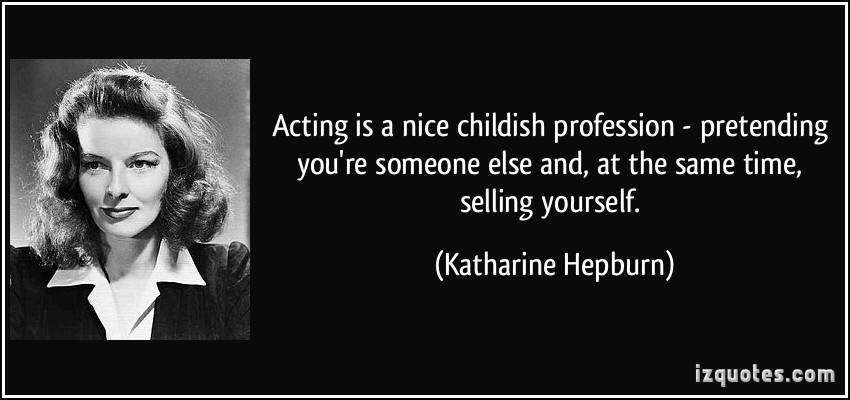 Acting is a nice childish profession - pretending
you're someone else and, at the same time,
selling yourself.
(Katharine Hepburn)
izquotes.com